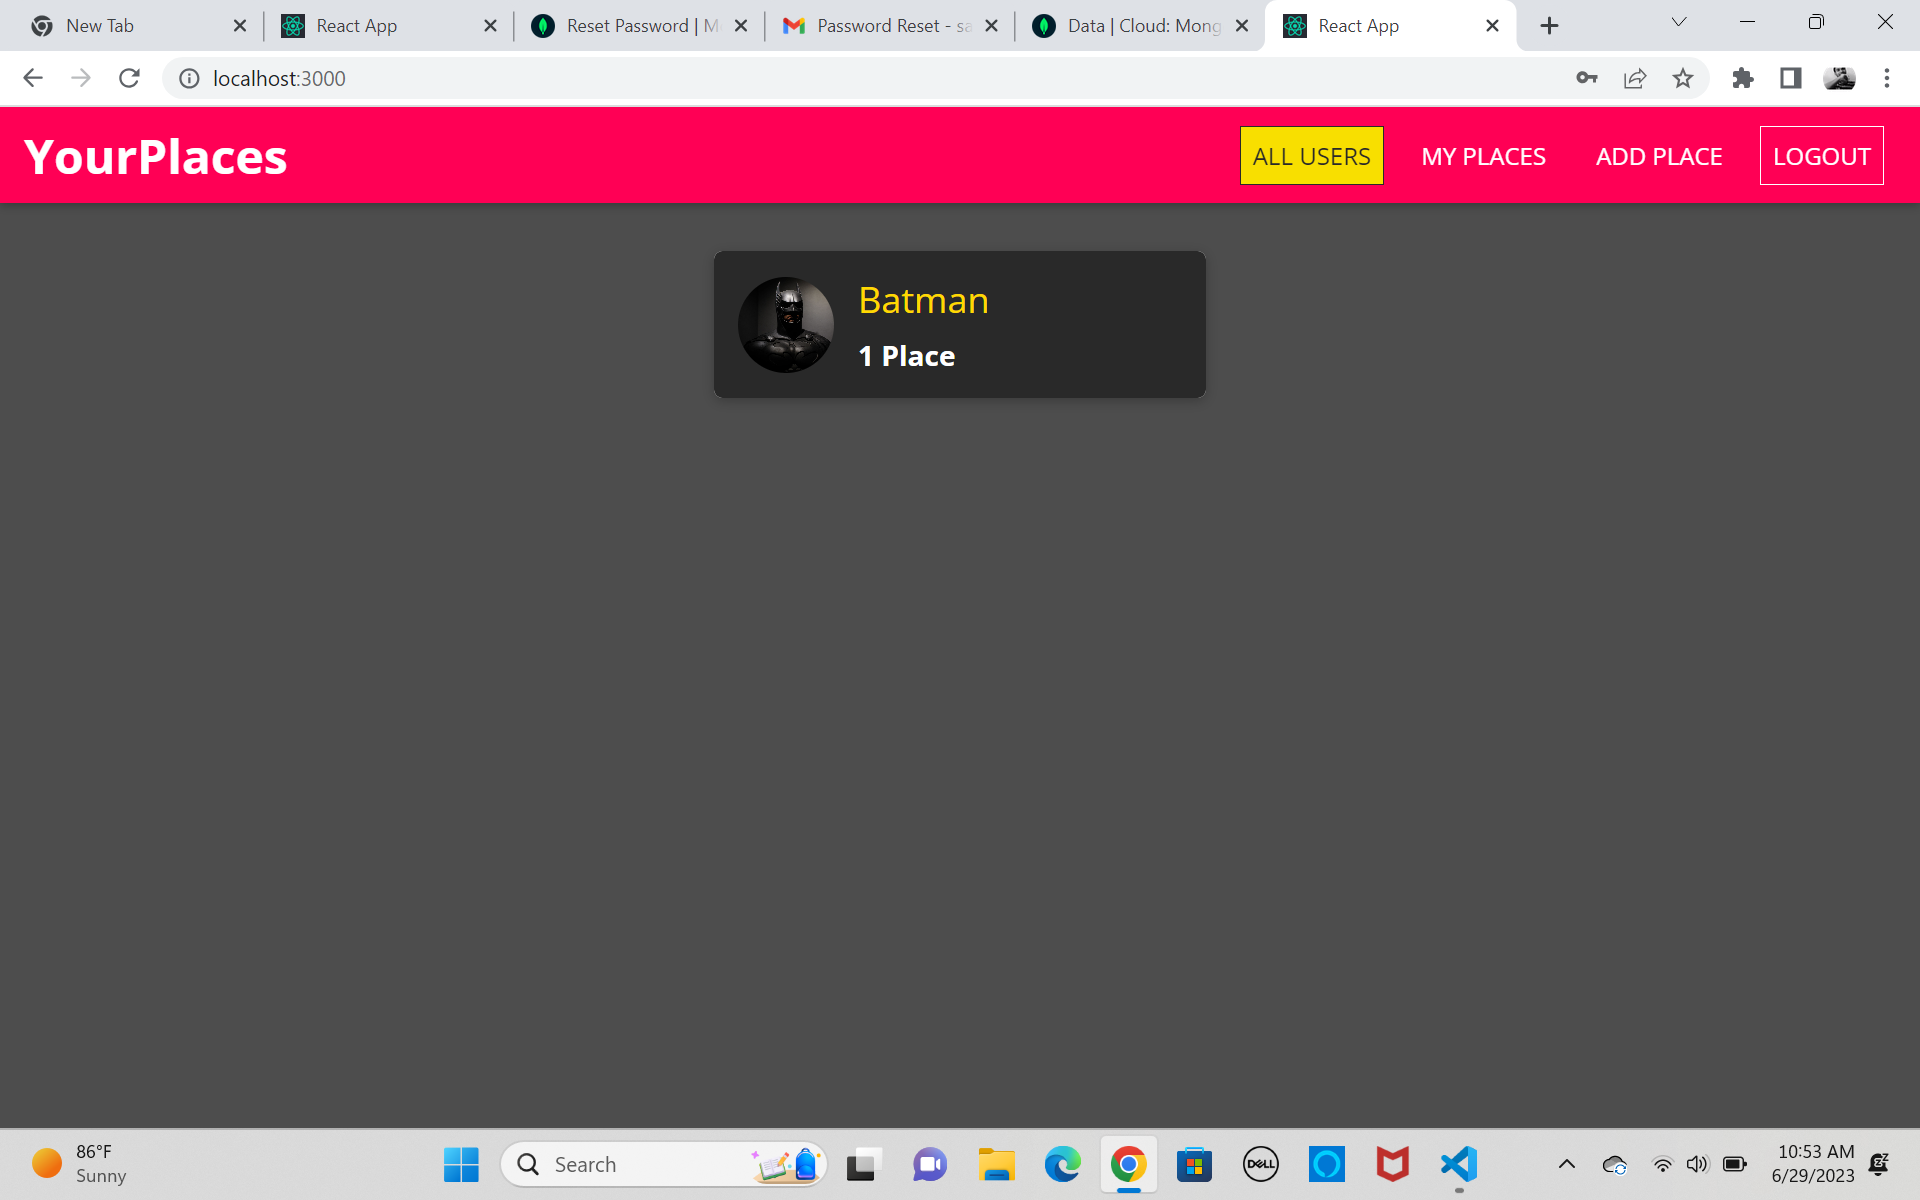 New Tab
React App
Reset Password | M
Password Reset - sa
Data | Cloud: Mong
React App
localhost:3000
YourPlaces
ALL USERS
MY PLACES
ADD PLACE
LOGOUT
Batman
1 Place
86°F
Sunny
Search
DELL
10:53 AM
6/29/2023